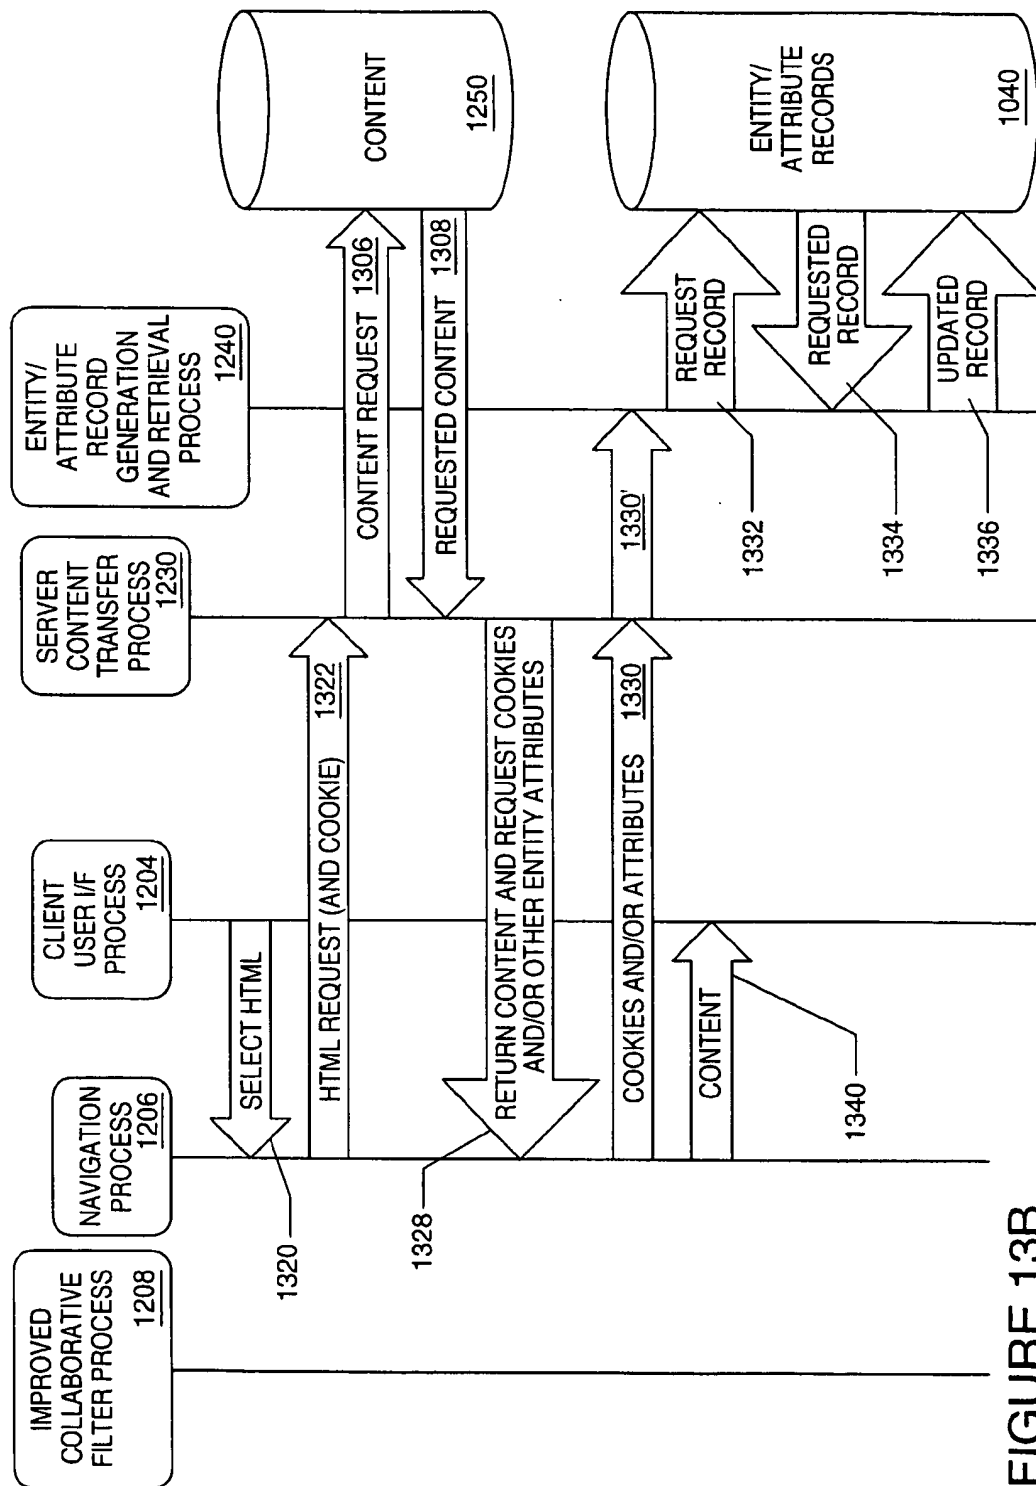 IMPROVED
COLLABORATIVE
FILTER PROCESS
1208
NAVIGATION
PROCESS
1206
CLIENT
USER I/F
PROCESS
1204
SERVER
CONTENT
TRANSFER
PROCESS
1230
ENTITY/
ATTRIBUTE
RECORD
GENERATION
AND RETRIEVAL
PROCESS
1240
SELECT HTML
1320
HTML REQUEST (AND COOKIE)
1322
CONTENT REQUEST
1306
REQUESTED CONTENT
1308
CONTENT
1250
RETURN CONTENT AND REQUEST COOKIES
AND/OR OTHER ENTITY ATTRIBUTES
1328
COOKIES AND/OR ATTRIBUTES
1330
1330'
CONTENT
1340
REQUEST
RECORD
1332
REQUESTED
RECORD
1334
UPDATED
RECORD
1336
ENTITY/
ATTRIBUTE
RECORDS
1040
FIGURE 13B